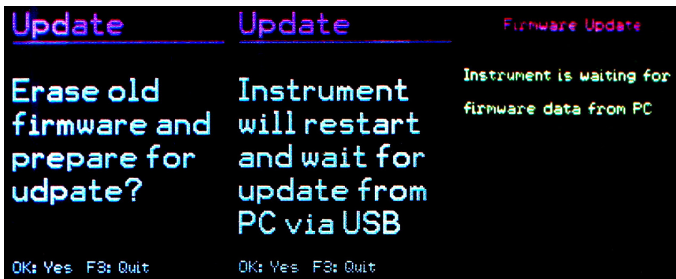 Update
Erase old
firmware and
prepare for
udpate?
OK: Yes F3: Quit
Update
Instrument
will restart
and wait for
update from
PC via USB
OK: Yes F3: Quit
Firmware Update
Instrument is waiting for
firmware data from PC